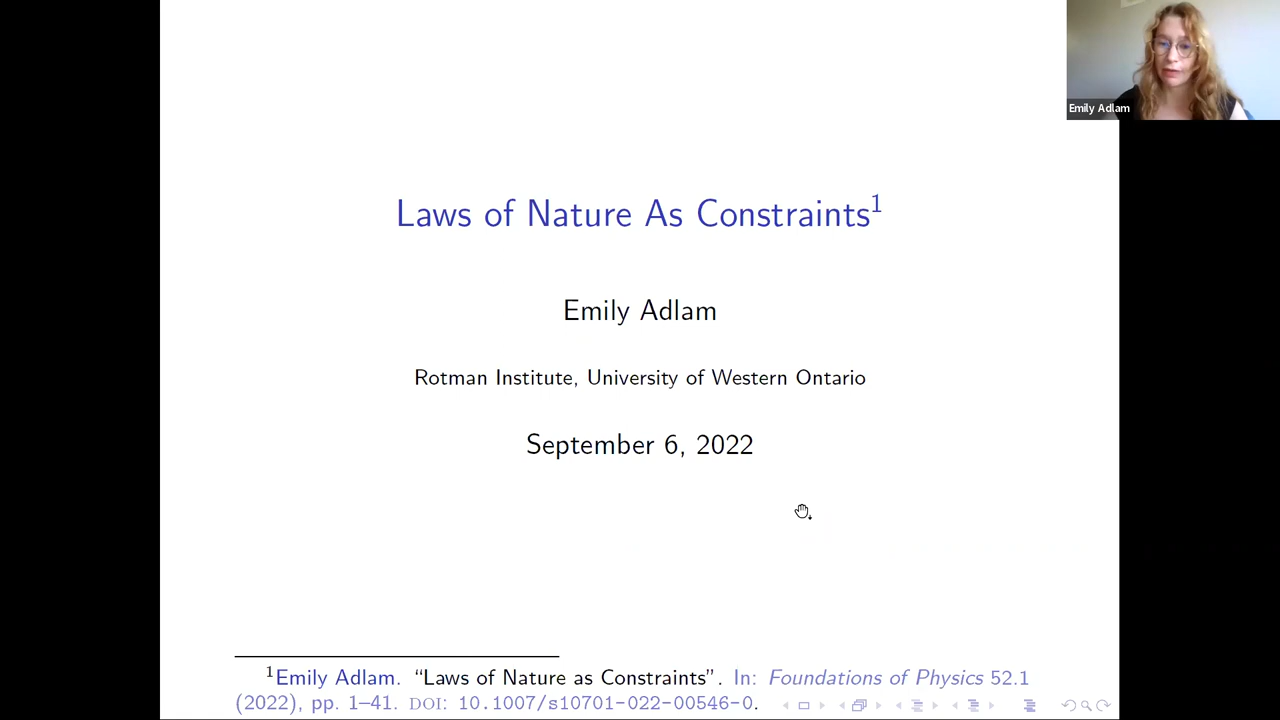 Emily Adlam
Laws of Nature As Constraints¹
Emily Adlam
Rotman Institute, University of Western Ontario
September 6, 2022
¹Emily Adlam. “Laws of Nature as Constraints”. In: Foundations of Physics 52.1
(2022), pp. 1–41. DOI: 10.1007/s10701-022-00546-0.